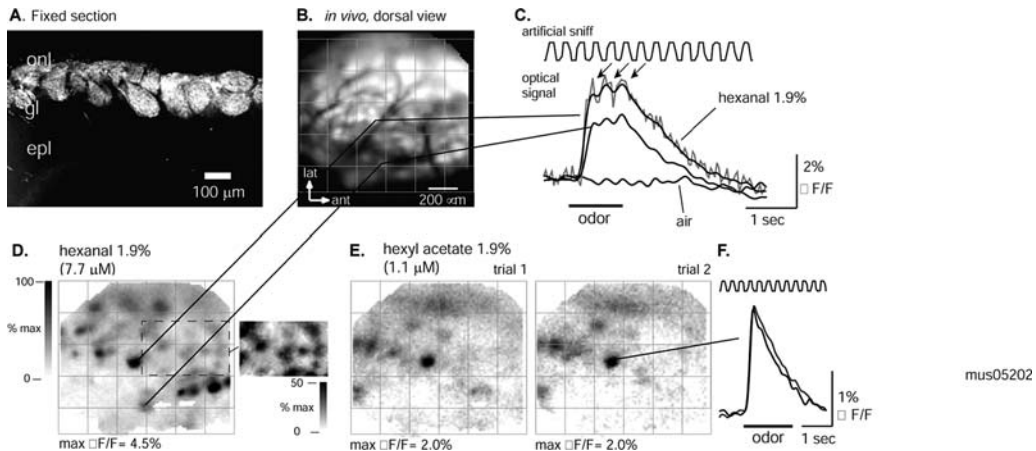 A. Fixed section
onl
gl
epl
100 μm
B. in vivo, dorsal view
lat
ant
200 ∝m
C.
artificial sniff
optical
signal
hexanal 1.9%
2%
□ F/F
air
odor
1 sec
D.
hexanal 1.9%
(7.7 μM)
100
% max
0
50
% max
0
max □F/F= 4.5%
E.
hexyl acetate 1.9%
(1.1 μM)
trial 1
trial 2
max □F/F= 2.0%
max □F/F= 2.0%
F.
1%
□ F/F
odor
1 sec
mus05202